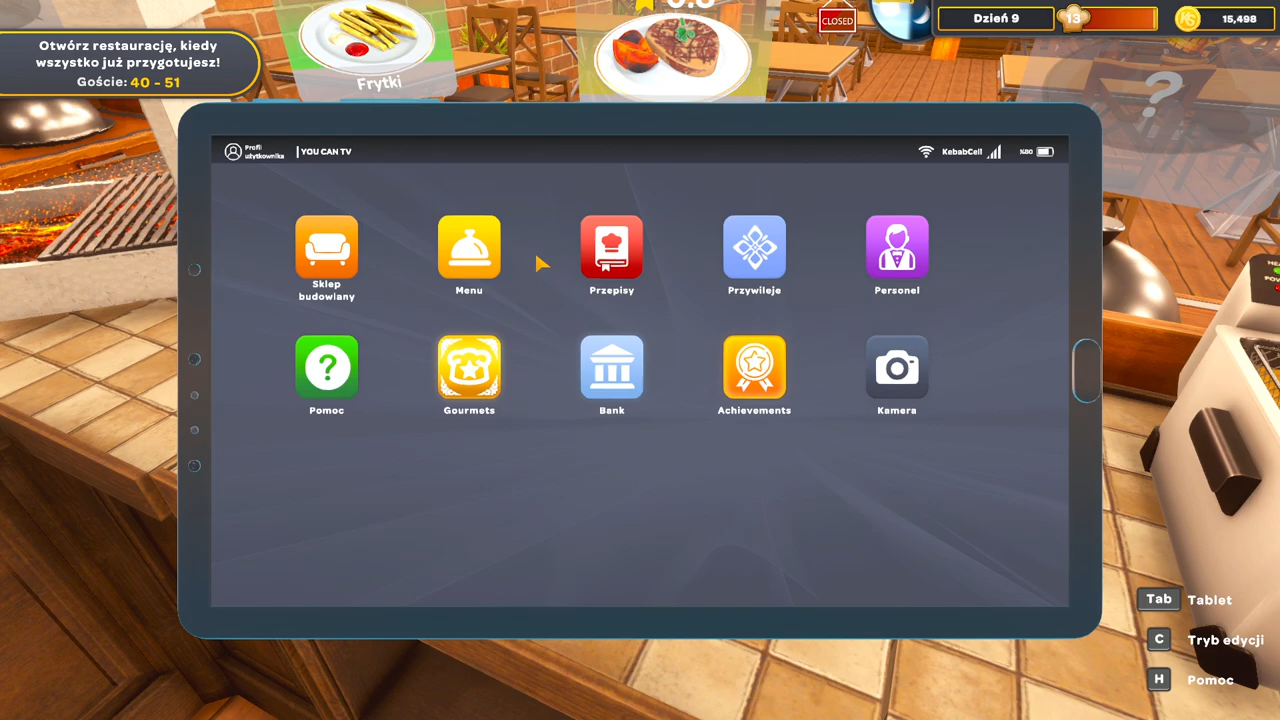 Otwórz restaurację, kiedy
wszystko już przygotujesz!
Goście: 40 - 51
Frytki
CLOSED
Dzień 9
13
15,498
?
Profil
użytkownika
YOU CAN TV
KebabCell
%80
Sklep
budowlany
Menu
Przepisy
Przywileje
Personel
?
Pomoc
Gourmets
Bank
Achievements
Kamera
Tab Tablet
C Tryb edycji
H Pomoc